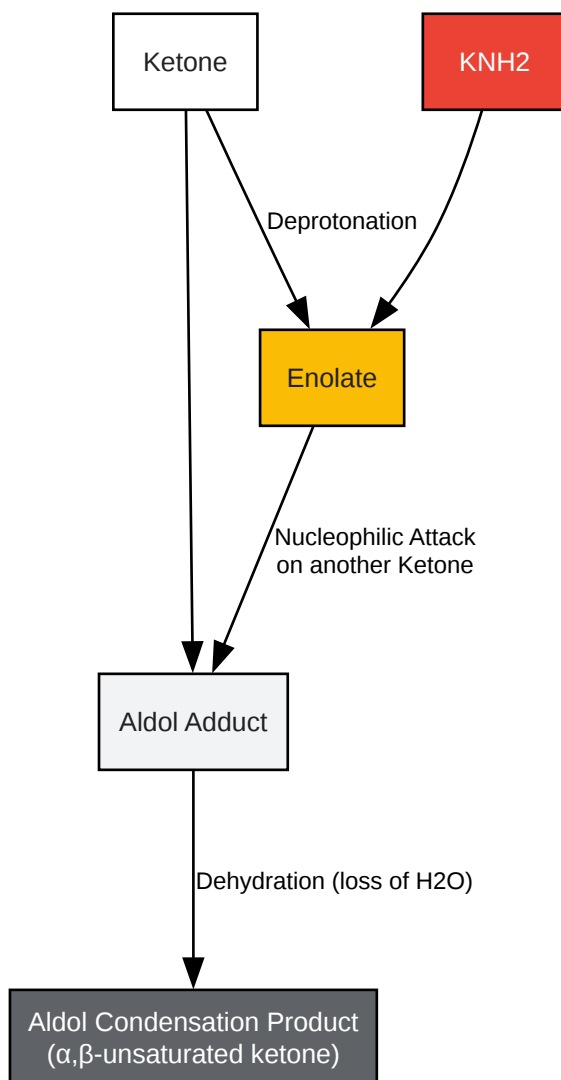 Ketone
KNH2
Deprotonation
Enolate
Nucleophilic Attack
on another Ketone
Aldol Adduct
Dehydration (loss of H2O)
Aldol Condensation Product
(α,β-unsaturated ketone)